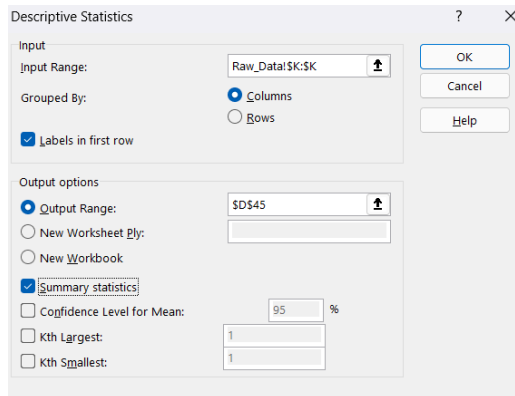 Descriptive Statistics ? X
Input
Input Range: Raw_Data!$K:$K
OK
Grouped By: Columns
Cancel
Rows
Help
Labels in first row
Output options
Output Range: $D$45
New Worksheet Ply:
New Workbook
Summary statistics
Confidence Level for Mean: 95 %
Kth Largest: 1
Kth Smallest: 1